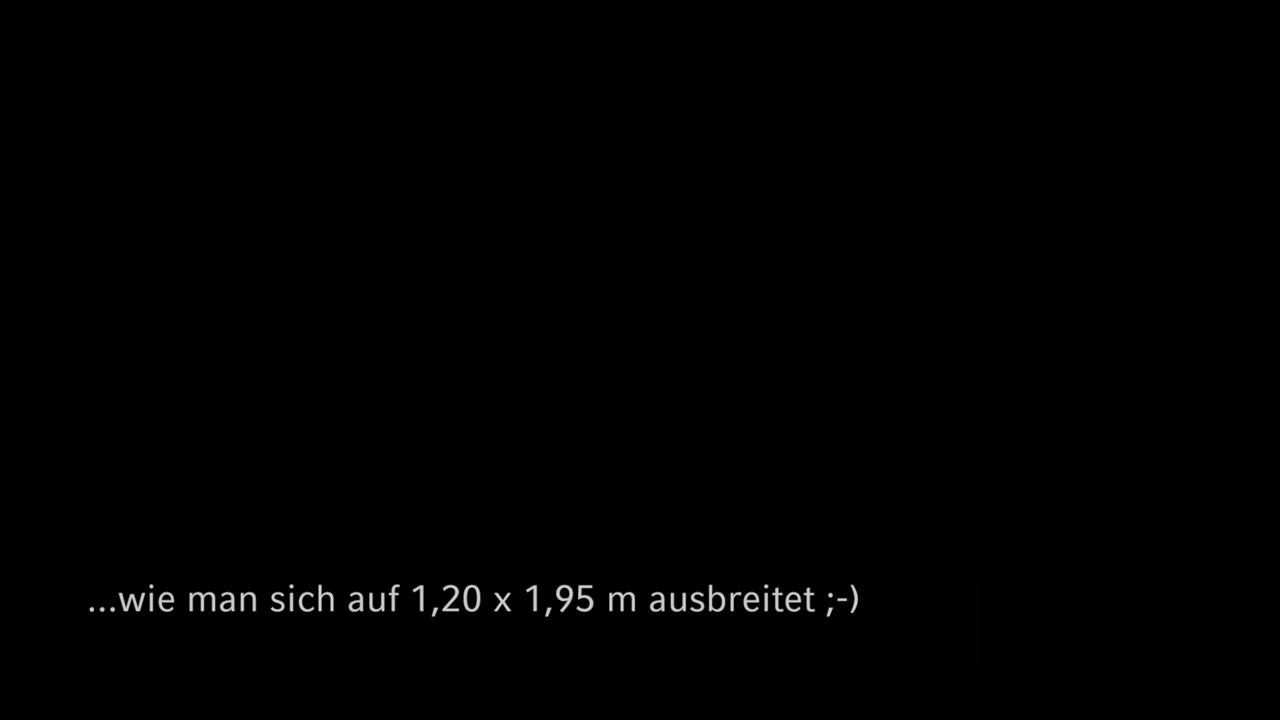 ...wie man sich auf 1,20 x 1,95 m ausbreitet ;-)